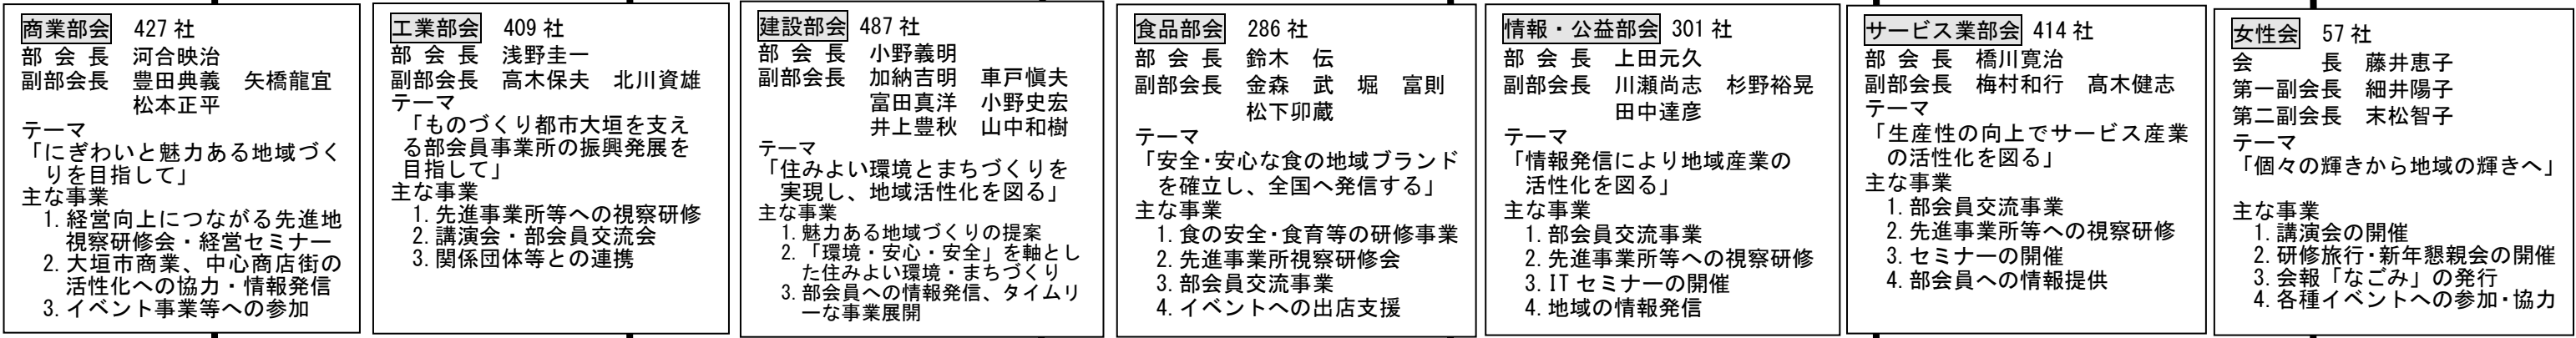 商業部会　427 社
部 会 長　河合映治
副部会長　豊田典義　矢橋龍宜
松本正平
テーマ
「にぎわいと魅力ある地域づく
りを目指して」
主な事業
1. 経営向上につながる先進地
視察研修会・経営セミナー
2. 大垣市商業、中心商店街の
活性化への協力・情報発信
3. イベント事業等への参加
工業部会　409 社
部 会 長　浅野圭一
副部会長　高木保夫　北川資雄
テーマ
「ものづくり都市大垣を支え
る部会員事業所の振興発展を
目指して」
主な事業
1. 先進事業所等への視察研修
2. 講演会・部会員交流会
3. 関係団体等との連携
建設部会 487 社
部 会 長　小野義明
副部会長　加納吉明　車戸愼夫
富田真洋　小野史宏
井上豊秋　山中和樹
テーマ
「住みよい環境とまちづくりを
実現し、地域活性化を図る」
主な事業
1. 魅力ある地域づくりの提案
2. 「環境・安心・安全」を軸とし
た住みよい環境・まちづくり
3. 部会員への情報発信、タイムリ
ーな事業展開
食品部会　286 社
部 会 長　鈴木　伝
副部会長　金森　武　堀　富則
松下卯蔵
テーマ
「安全・安心な食の地域ブランド
を確立し、全国へ発信する」
主な事業
1. 食の安全・食育等の研修事業
2. 先進事業所視察研修会
3. 部会員交流事業
4. イベントへの出店支援
情報・公益部会 301 社
部 会 長　上田元久
副部会長　川瀬尚志　杉野裕晃
田中達彦
テーマ
「情報発信により地域産業の
活性化を図る」
主な事業
1. 部会員交流事業
2. 先進事業所等への視察研修
3. IT セミナーの開催
4. 地域の情報発信
サービス業部会 414 社
部 会 長　橋川寛治
副部会長　梅村和行　髙木健志
テーマ
「生産性の向上でサービス産業
の活性化を図る」
主な事業
1. 部会員交流事業
2. 先進事業所等への視察研修
3. セミナーの開催
4. 部会員への情報提供
女性会　57 社
会　　　長　藤井恵子
第一副会長　細井陽子
第二副会長　末松智子
テーマ
「個々の輝きから地域の輝きへ」
主な事業
1. 講演会の開催
2. 研修旅行・新年懇親会の開催
3. 会報「なごみ」の発行
4. 各種イベントへの参加・協力